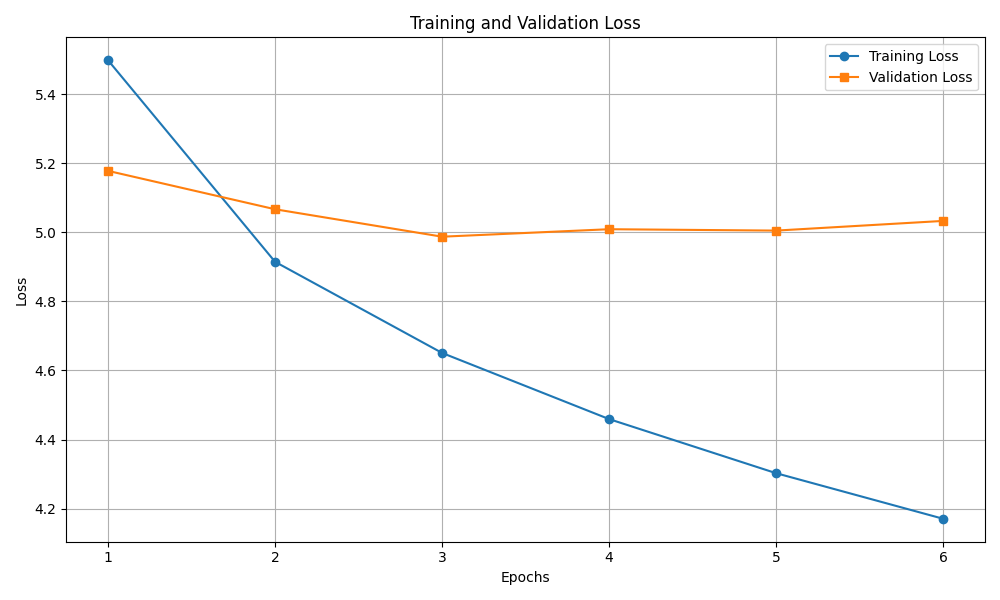 Training and Validation Loss
Training Loss
Validation Loss
5.4
5.2
5.0
4.8
4.6
4.4
4.2
Loss
1 2 3 4 5 6
Epochs